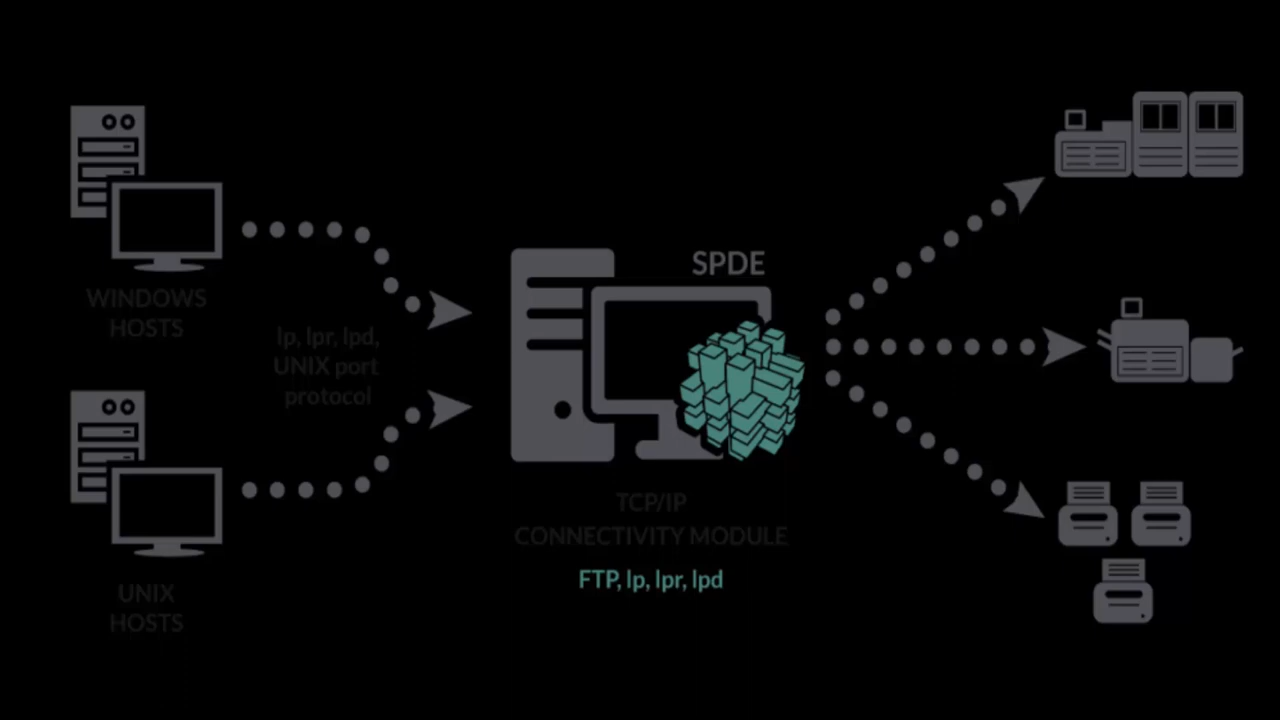 WINDOWS
HOSTS
lp, lpr, lpd,
UNIX port
protocol
UNIX
HOSTS
SPDE
TCP/IP
CONNECTIVITY MODULE
FTP, lp, lpr, lpd